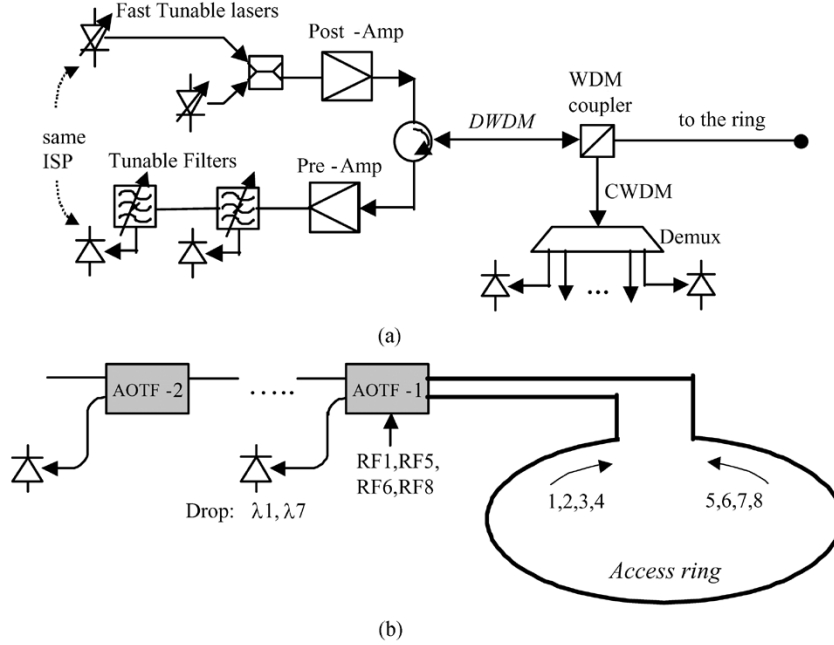 Fast Tunable lasers
Post -Amp
WDM
coupler
DWDM
to the ring
same
ISP
Tunable Filters
Pre -Amp
CWDM
Demux
...
(a)
AOTF -2
.....
AOTF -1
RF1,RF5,
RF6,RF8
Drop: λ1, λ7
1,2,3,4
5,6,7,8
Access ring
(b)